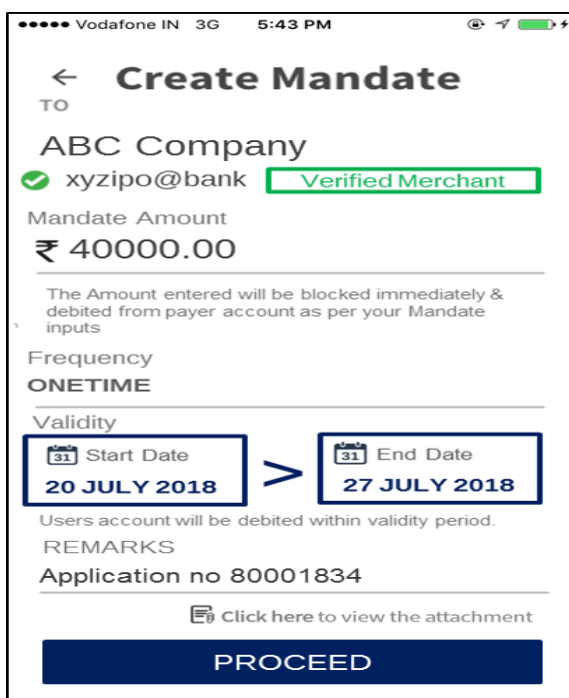 Vodafone IN 3G 5:43 PM
← Create Mandate
TO
ABC Company
xyzipo@bank Verified Merchant
Mandate Amount
₹ 40000.00
The Amount entered will be blocked immediately &
debited from payer account as per your Mandate
inputs
Frequency
ONETIME
Validity
31 Start Date > 31 End Date
20 JULY 2018 27 JULY 2018
Users account will be debited within validity period.
REMARKS
Application no 80001834
Click here to view the attachment
PROCEED